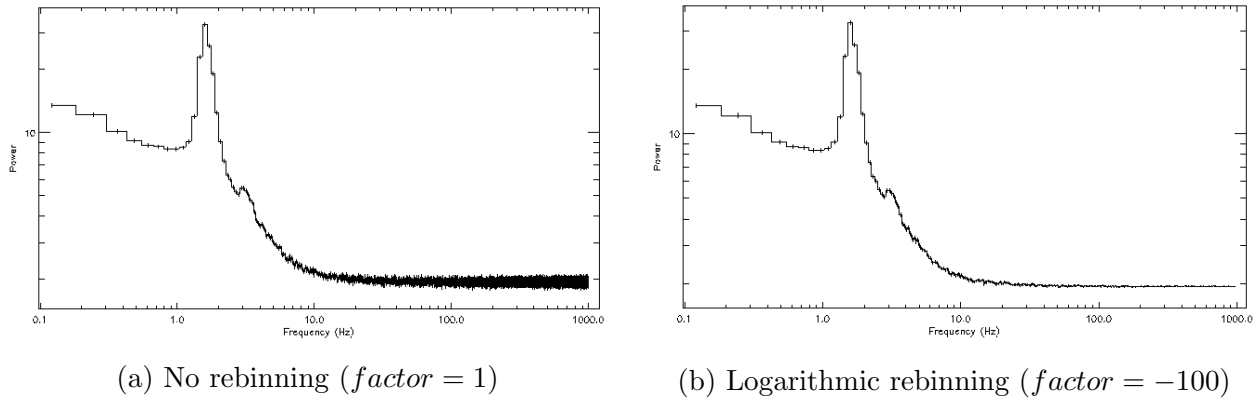 10
Power
0.1 1.0 10.0 100.0 1000.0
Frequency (Hz)
(a) No rebinning (factor = 1)
10
Power
0.1 1.0 10.0 100.0 1000.0
Frequency (Hz)
(b) Logarithmic rebinning (factor = −100)